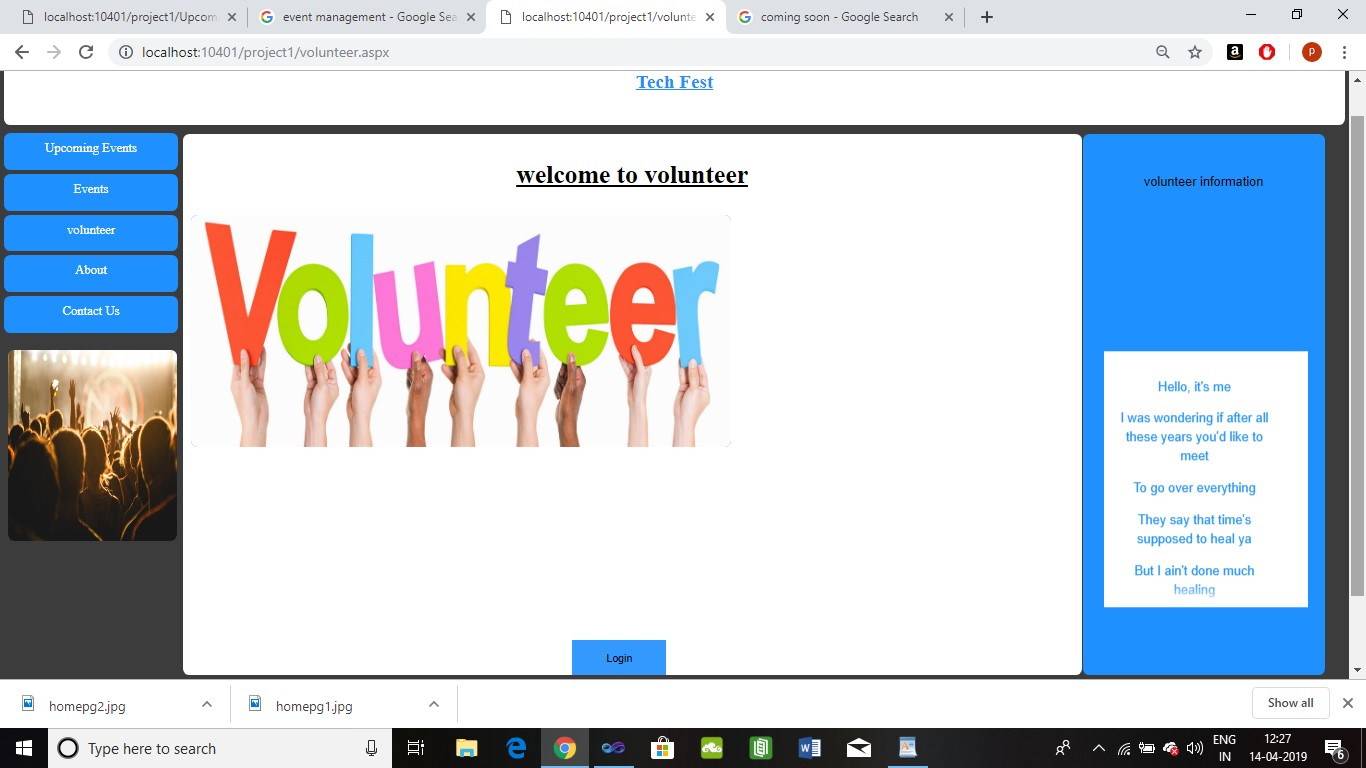 localhost:10401/project1/Upcomi
event management - Google Sea
localhost:10401/project1/volunte
coming soon - Google Search
localhost:10401/project1/volunteer.aspx
a
p
Tech Fest
Upcoming Events
Events
volunteer
About
Contact Us
welcome to volunteer
Volunteer
Login
volunteer information
Hello, it's me
I was wondering if after all
these years you'd like to
meet
To go over everything
They say that time's
supposed to heal ya
But I ain't done much
healing
homepg2.jpg
homepg1.jpg
Show all
Type here to search
ENG
IN
12:27
14-04-2019
6